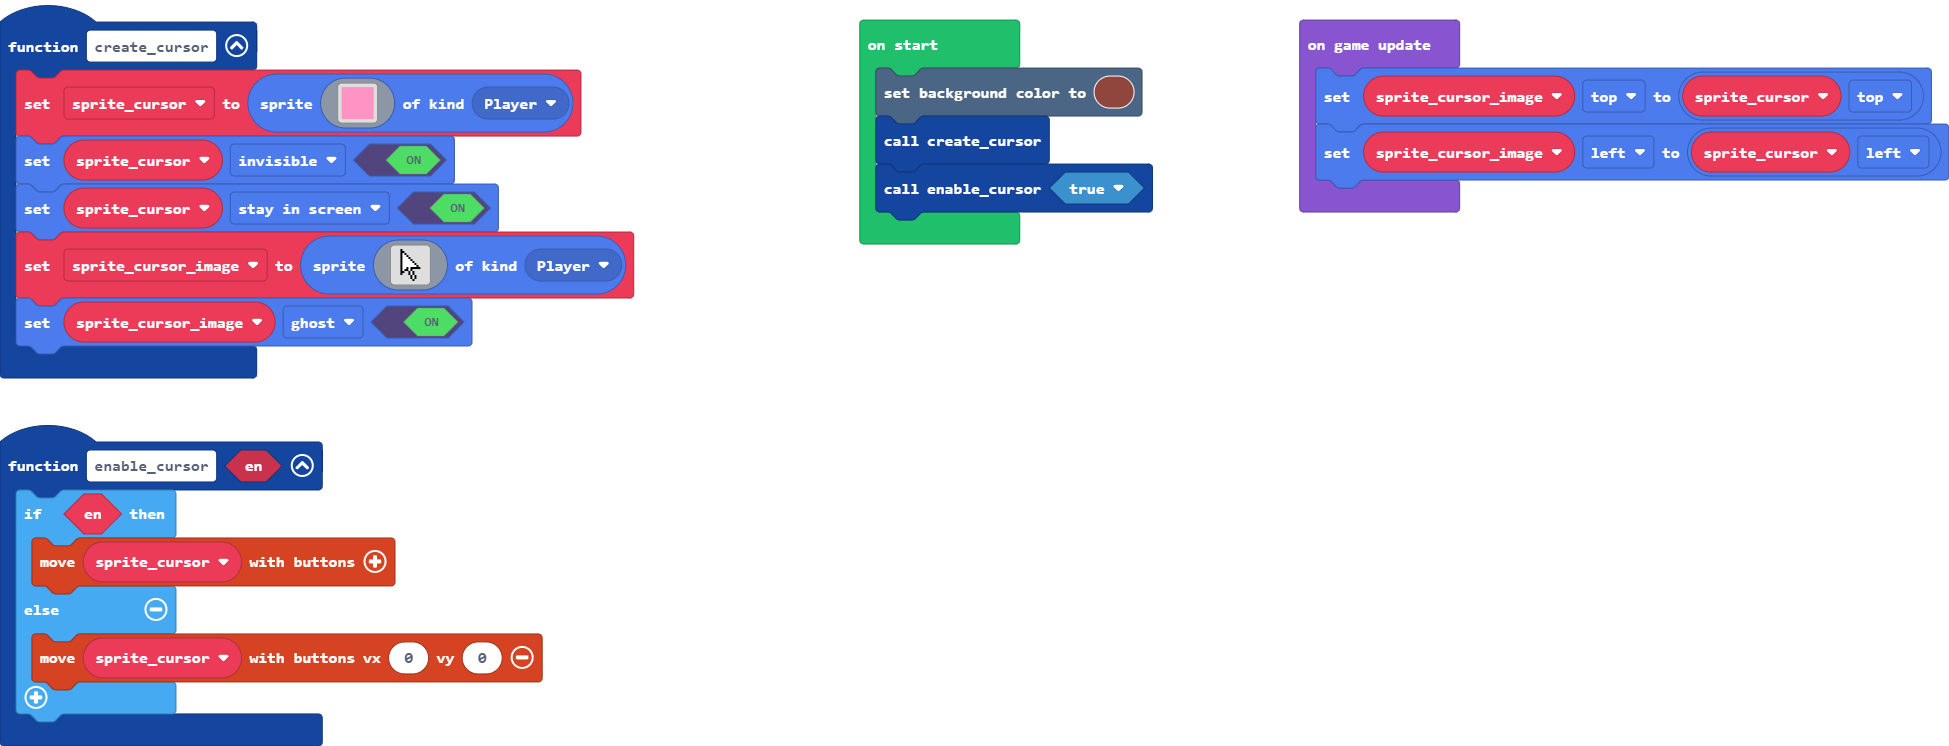 function create_cursor
set sprite_cursor to sprite of kind Player
set sprite_cursor invisible ON
set sprite_cursor stay in screen ON
set sprite_cursor_image to sprite of kind Player
set sprite_cursor_image ghost ON
function enable_cursor en
if en then
move sprite_cursor with buttons
else
move sprite_cursor with buttons vx 0 vy 0
on start
set background color to
call create_cursor
call enable_cursor true
on game update
set sprite_cursor_image top to sprite_cursor top
set sprite_cursor_image left to sprite_cursor left